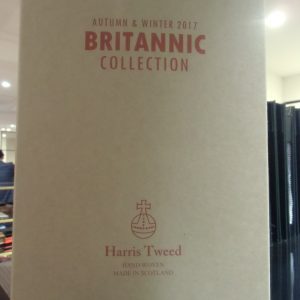 AUTUMN & WINTER 2017
BRITANNIC
COLLECTION
Harris Tweed
HAND WOVEN
MADE IN SCOTLAND